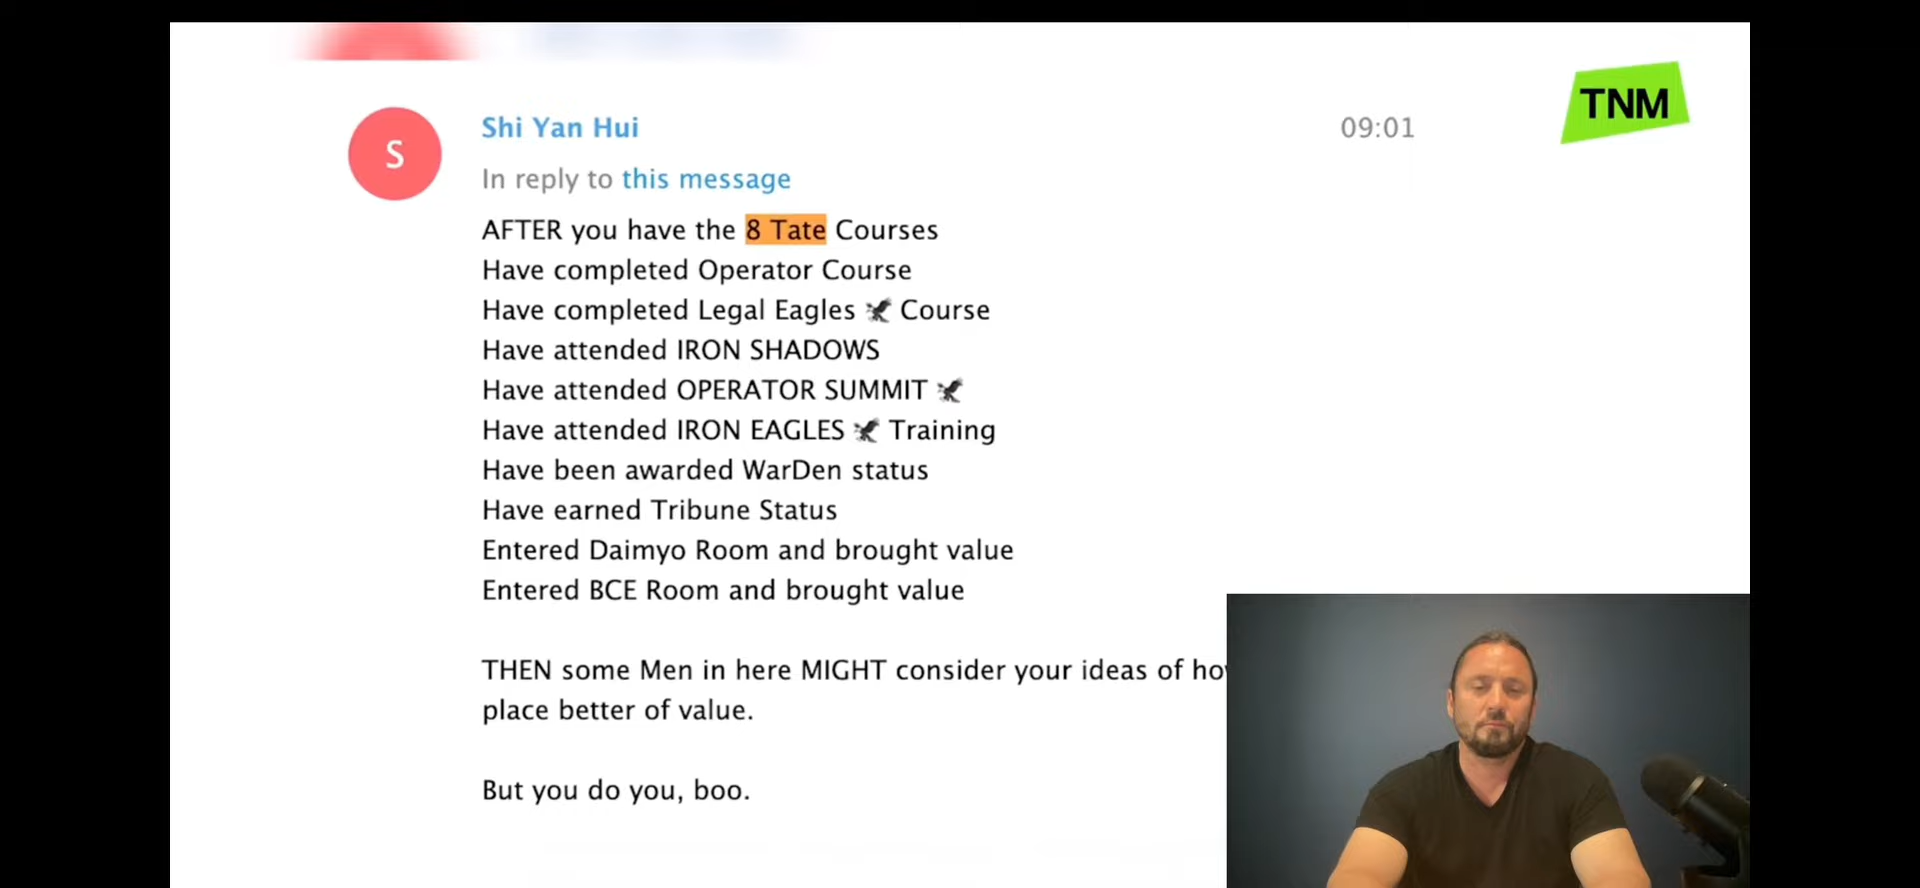 TNM
S
Shi Yan Hui
09:01
In reply to this message
AFTER you have the 8 Tate Courses
Have completed Operator Course
Have completed Legal Eagles 🦅 Course
Have attended IRON SHADOWS
Have attended OPERATOR SUMMIT 🦅
Have attended IRON EAGLES 🦅 Training
Have been awarded WarDen status
Have earned Tribune Status
Entered Daimyo Room and brought value
Entered BCE Room and brought value
THEN some Men in here MIGHT consider your ideas of
place better of value.
But you do you, boo.